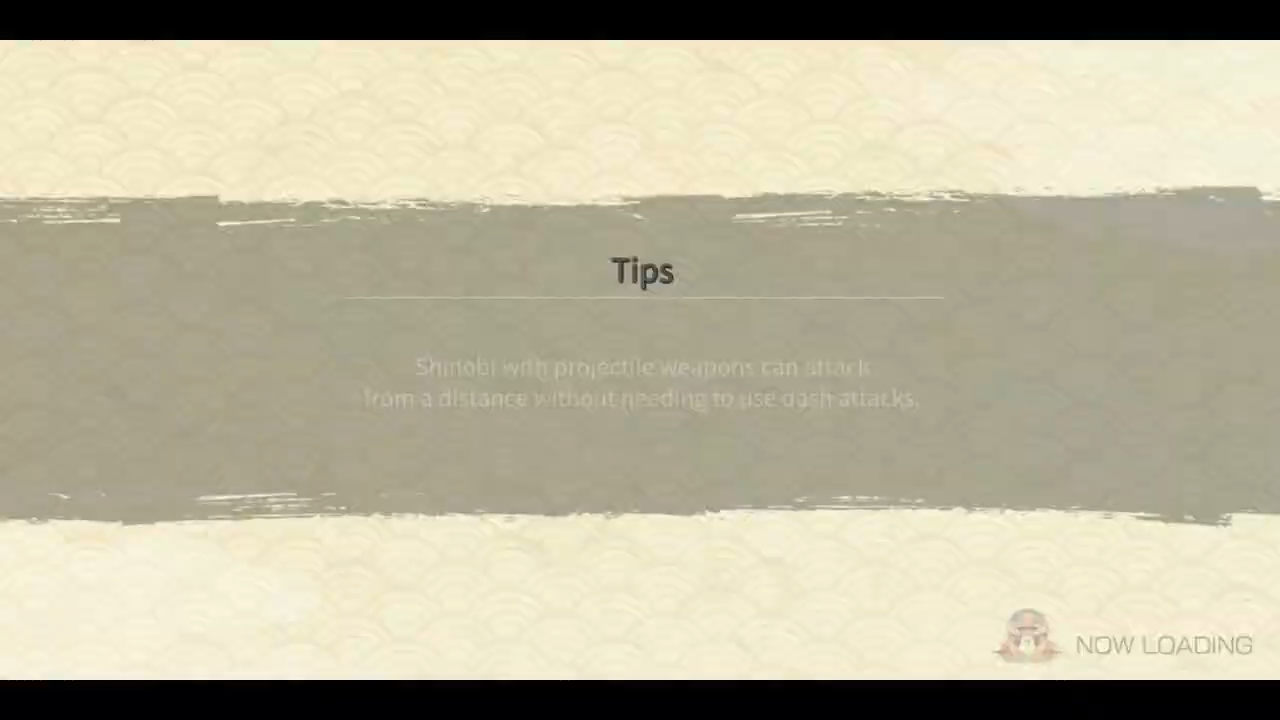 Tips
Shinobi with projectile weapons can attack
from a distance without needing to use dash attacks.
NOW LOADING